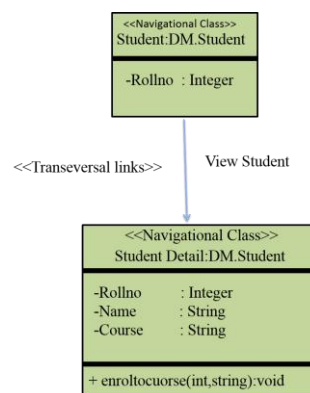 <<Navigational Class>>
Student:DM.Student
-Rollno : Integer
<<Transeversal links>>
View Student
<<Navigational Class>>
Student Detail:DM.Student
-Rollno : Integer
-Name : String
-Course : String
+ enroltocuorse(int,string):void